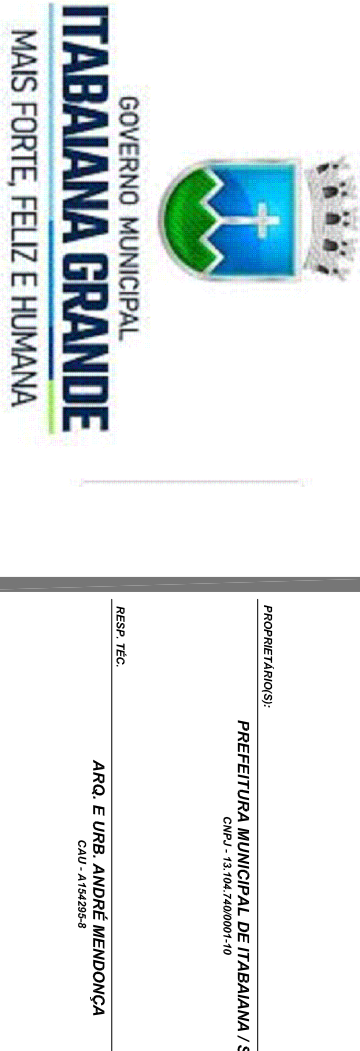 GOVERNO MUNICIPAL
ITABAIANA GRANDE
MAIS FORTE, FELIZ E HUMANA
PROPRIETÁRIO(S):
PREFEITURA MUNICIPAL DE ITABAIANA / S
CNPJ - 13.104.740/0001-10
RESP. TÉC.
ARQ. E URB. ANDRÉ MENDONÇA
CAU - A154295-8